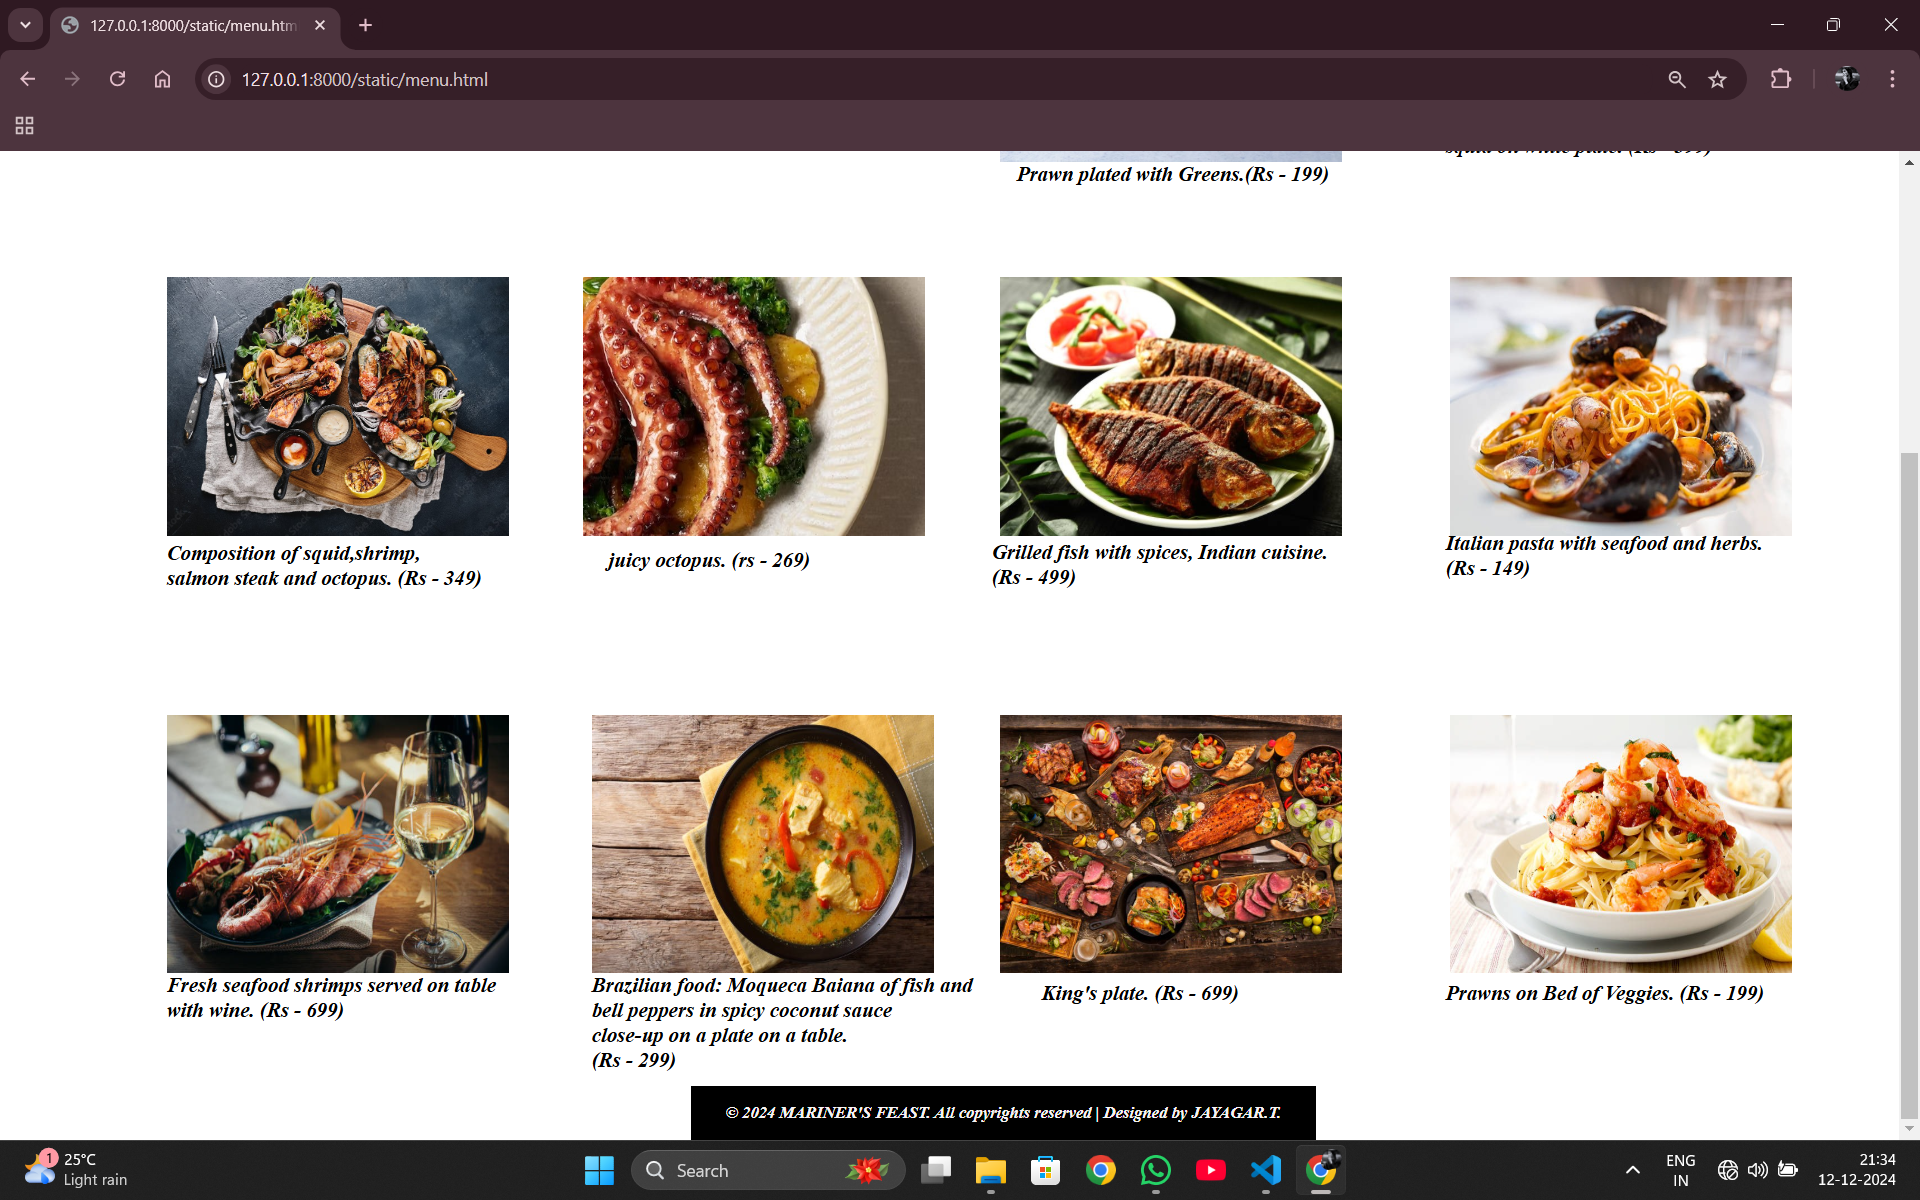 127.0.0.1:8000/static/menu.htm
127.0.0.1:8000/static/menu.html
Prawn plated with Greens.(Rs - 199)
Composition of squid,shrimp,
salmon steak and octopus. (Rs - 349)
juicy octopus. (rs - 269)
Grilled fish with spices, Indian cuisine.
(Rs - 499)
Italian pasta with seafood and herbs.
(Rs - 149)
Fresh seafood shrimps served on table
with wine. (Rs - 699)
Brazilian food: Moqueca Baiana of fish and
bell peppers in spicy coconut sauce
close-up on a plate on a table.
(Rs - 299)
King's plate. (Rs - 699)
Prawns on Bed of Veggies. (Rs - 199)
© 2024 MARINER'S FEAST. All copyrights reserved | Designed by JAYAGAR.T.
1
25°C
Light rain
Search
ENG
IN
21:34
12-12-2024